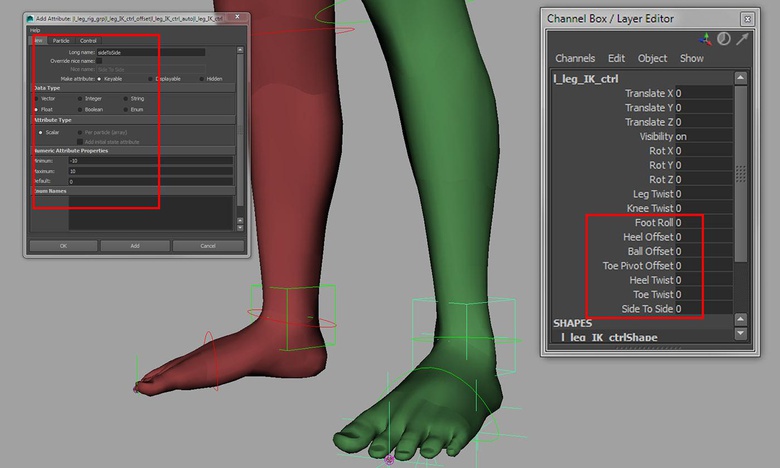 Add Attribute: |l_leg_rig_grp|l_leg_IK_ctrl_offset|l_leg_IK_ctrl_auto|l_leg_IK_ctrl
Help
New Particle Control
Long name: sideToSide
Override nice name:
Nice name: Side To Side
Make attribute: Keyable Displayable Hidden
Data Type
Vector Integer String
Float Boolean Enum
Attribute Type
Scalar Per particle (array)
Add initial state attribute
Numeric Attribute Properties
Minimum: -10
Maximum: 10
Default: 0
Enum Names
OK Add Cancel
Channel Box / Layer Editor
Channels Edit Object Show
l_leg_IK_ctrl
Translate X 0
Translate Y 0
Translate Z 0
Visibility on
Rot X 0
Rot Y 0
Rot Z 0
Leg Twist 0
Knee Twist 0
Foot Roll 0
Heel Offset 0
Ball Offset 0
Toe Pivot Offset 0
Heel Twist 0
Toe Twist 0
Side To Side 0
SHAPES
l_leg_IK_ctrlShape